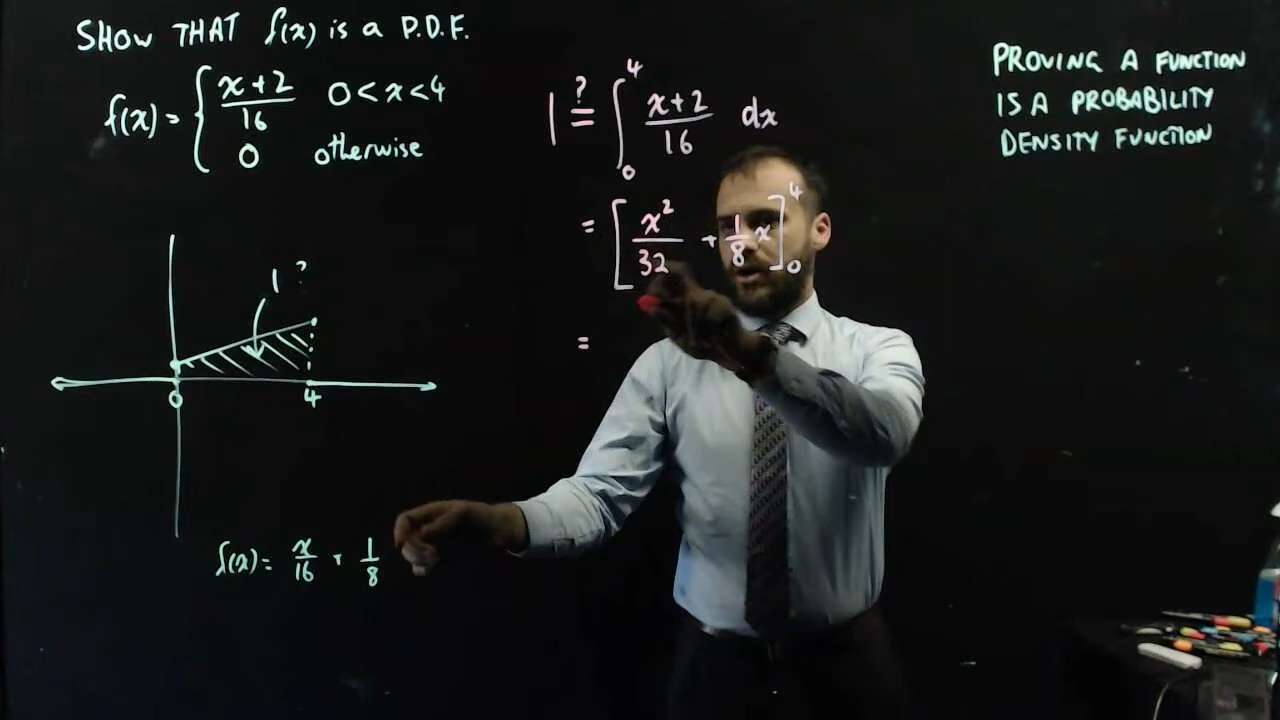 SHOW THAT f(x) is a P.D.F.
f(x) = { x+2/16 0 < x < 4
0 otherwise
1 ?
0 4
f(x) = x/16 + 1/8
1 ?= ∫₀⁴ x+2/16 dx
= [ x²/32 + 1/8 x ]₀⁴
=
PROVING A FUNCTION
IS A PROBABILITY
DENSITY FUNCTION